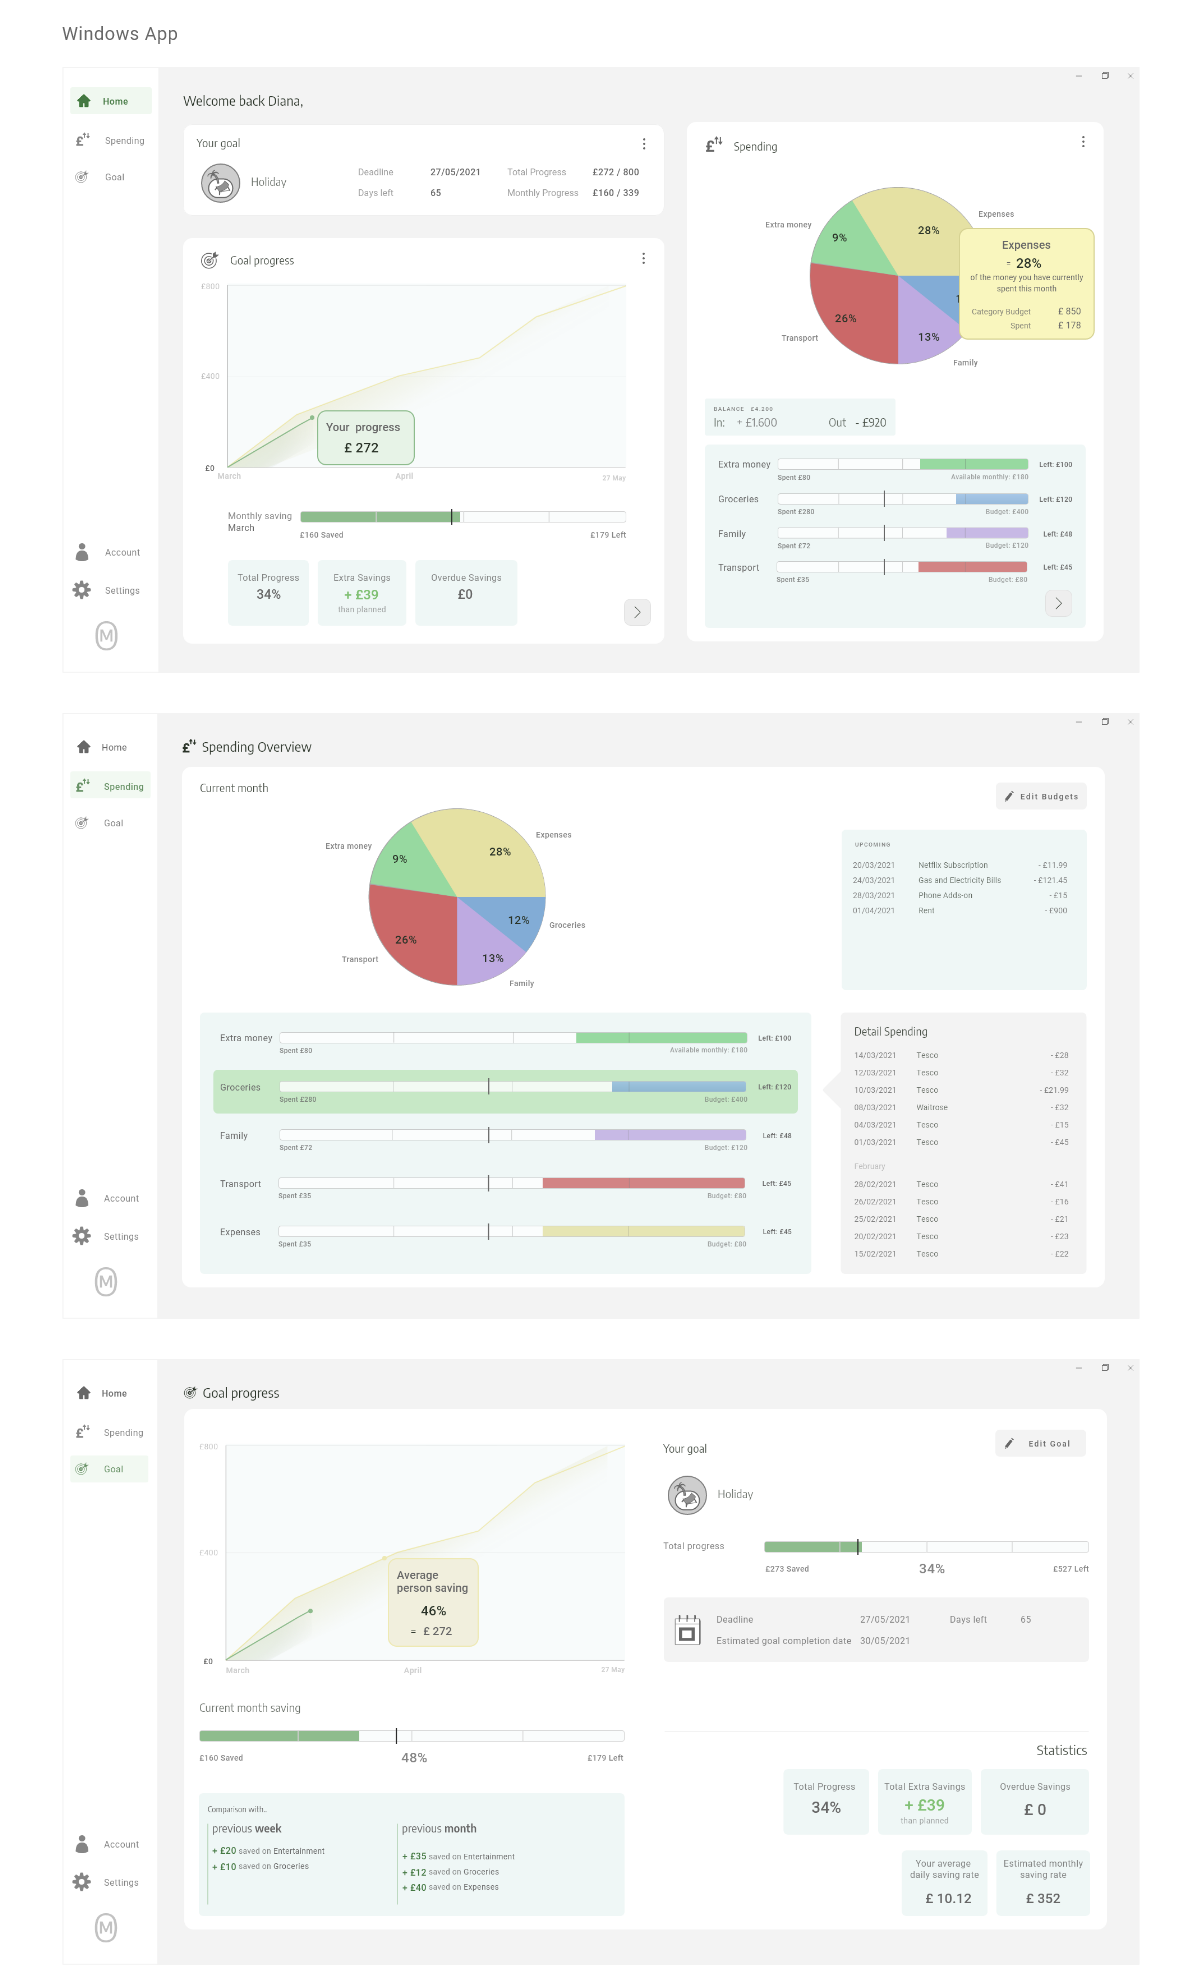 Windows App
Home
Spending
Goal
Account
Settings
M
Welcome back Diana,
Your goal
Holiday
Deadline 27/05/2021 Total Progress £272 / 800
Days left 65 Monthly Progress £160 / 339
Goal progress
£800
£400
£0
Your progress
£ 272
March April 27 May
Monthly saving
March
£160 Saved £179 Left
Total Progress
34%
Extra Savings
+ £39
than planned
Overdue Savings
£0
£ Spending
Expenses
Extra money
28%
9%
26%
13%
Transport
Family
Expenses
= 28%
of the money you have currently
spent this month
Category Budget £ 850
Spent £ 178
BALANCE £4.200
In: + £1.600 Out - £920
Extra money Left: £100
Spent £80 Available monthly: £180
Groceries Left: £120
Spent £280 Budget: £400
Family Left: £48
Spent £72 Budget: £120
Transport Left: £45
Spent £35 Budget: £80
Home
Spending
Goal
Account
Settings
M
£ Spending Overview
Current month
Edit Budgets
Extra money
Expenses
28%
9%
12%
Groceries
26%
13%
Transport
Family
UPCOMING
20/03/2021 Netflix Subscription - £11.99
24/03/2021 Gas and Electricity Bills - £121.45
28/03/2021 Phone Adds-on - £15
01/04/2021 Rent - £900
Extra money Left: £100
Spent £80 Available monthly: £180
Groceries Left: £120
Spent £280 Budget: £400
Family Left: £48
Spent £72 Budget: £120
Transport Left: £45
Spent £35 Budget: £80
Expenses Left: £45
Spent £35 Budget: £80
Detail Spending
14/03/2021 Tesco - £28
12/03/2021 Tesco - £32
10/03/2021 Tesco - £21.99
08/03/2021 Waitrose - £32
04/03/2021 Tesco - £15
01/03/2021 Tesco - £45
February
28/02/2021 Tesco - £41
26/02/2021 Tesco - £16
25/02/2021 Tesco - £21
20/02/2021 Tesco - £23
15/02/2021 Tesco - £22
Home
Spending
Goal
Account
Settings
M
Goal progress
£800
£400
£0
Average
person saving
46%
= £ 272
March April 27 May
Current month saving
£160 Saved 48% £179 Left
Comparison with..
previous week
+ £20 saved on Entertainment
+ £10 saved on Groceries
previous month
+ £35 saved on Entertainment
+ £12 saved on Groceries
+ £40 saved on Expenses
Your goal
Edit Goal
Holiday
Total progress
£273 Saved 34% £527 Left
Deadline 27/05/2021 Days left 65
Estimated goal completion date 30/05/2021
Statistics
Total Progress
34%
Total Extra Savings
+ £39
than planned
Overdue Savings
£ 0
Your average
daily saving rate
£ 10.12
Estimated monthly
saving rate
£ 352